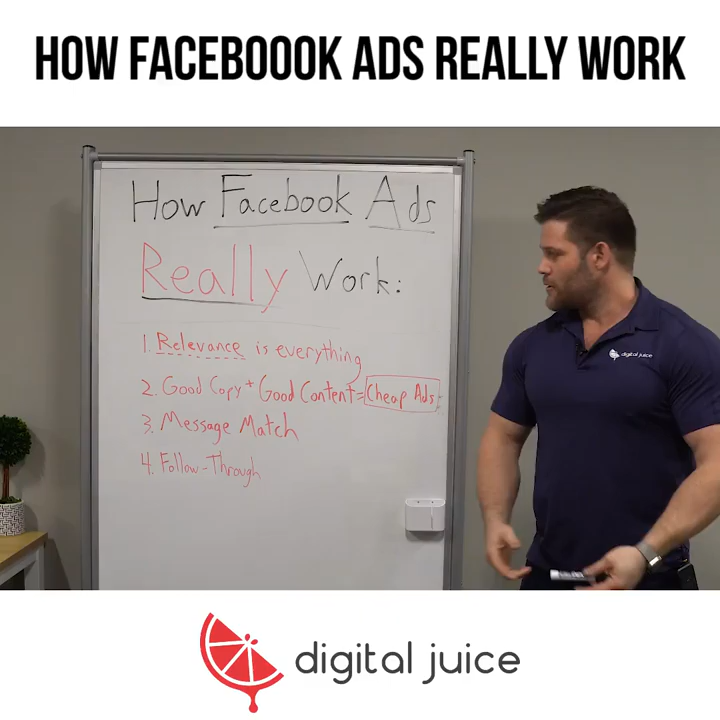 HOW FACEBOOOK ADS REALLY WORK
How Facebook Ads
Really Work:
1. Relevance is everything
2. Good Copy + Good Content = Cheap Ads
3. Message Match
4. Follow-Through
digital juice
digital juice